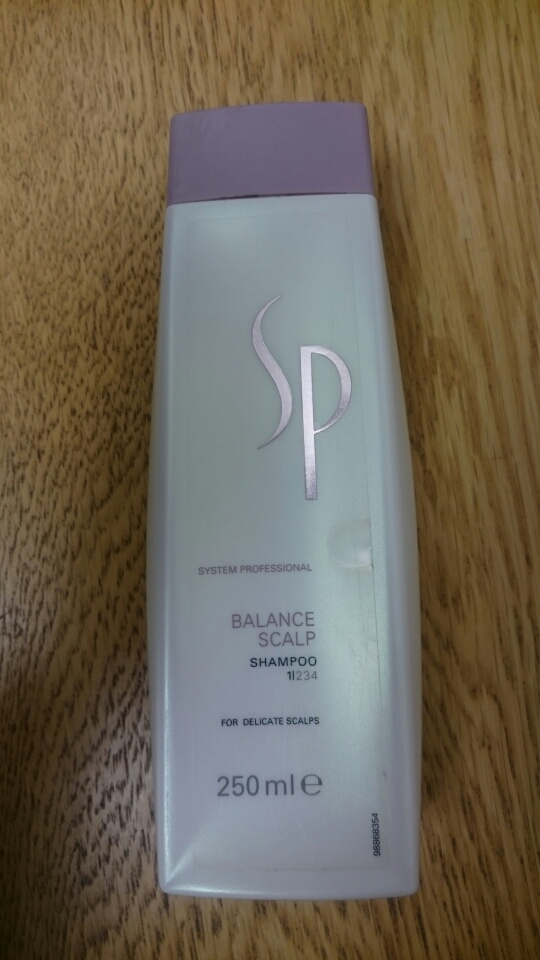 SP
SYSTEM PROFESSIONAL
BALANCE
SCALP
SHAMPOO
1|234
FOR DELICATE SCALPS
250 ml ℮
98868354